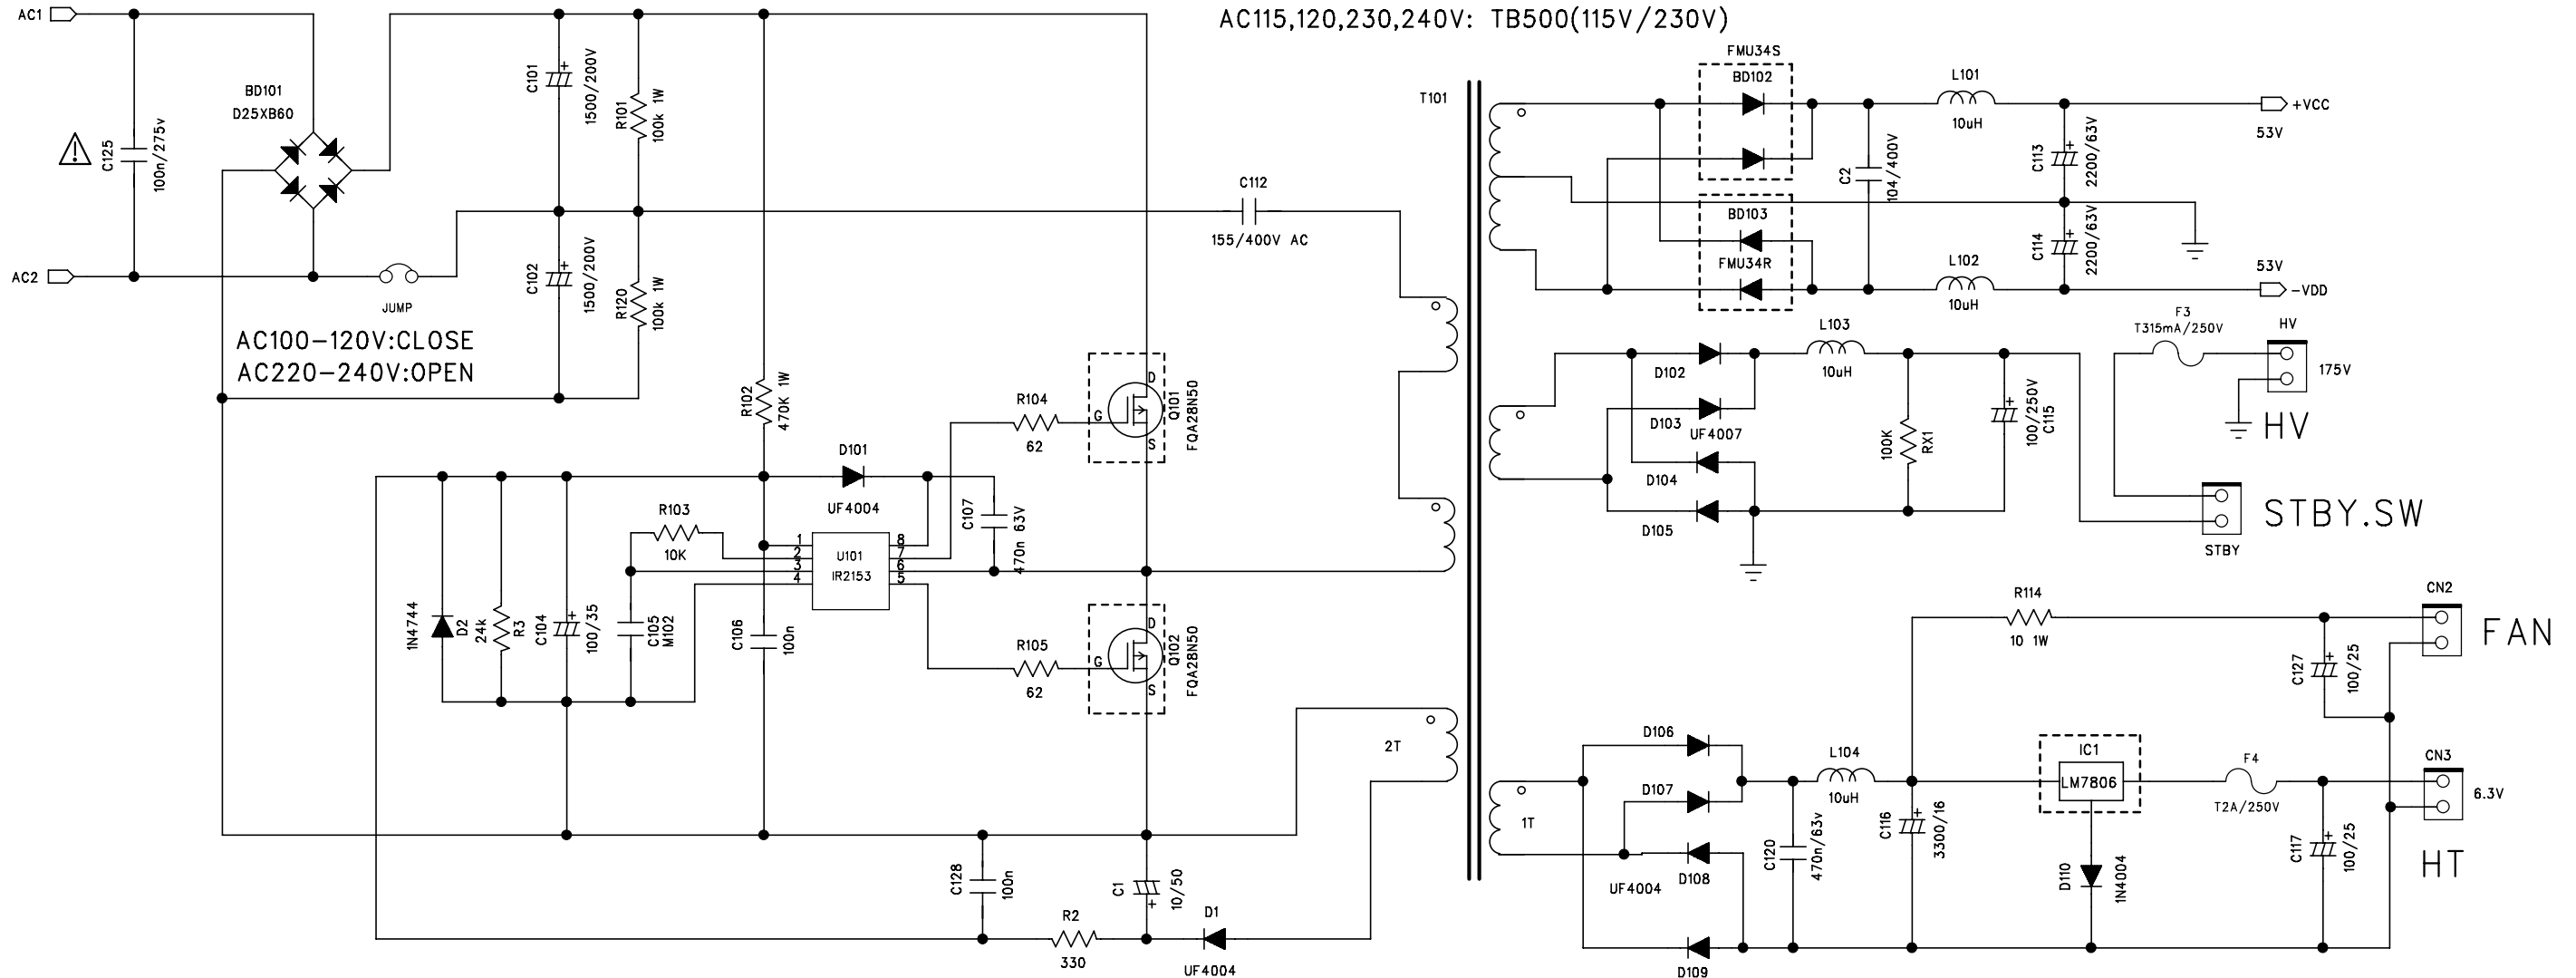 AC1
AC115,120,230,240V: TB500(115V/230V)
BD101
D25XB60
C125
100n/275v
AC2
JUMP
AC100-120V:CLOSE
AC220-240V:OPEN
C101
1500/200V
R101
100k 1W
C102
1500/200V
R120
100k 1W
R102
470K 1W
C112
155/400V AC
T101
FMU34S
BD102
BD103
FMU34R
C2
104/400V
L101
10uH
L102
10uH
C113
2200/63V
C114
2200/63V
+VCC
53V
53V
-VDD
R104
62
G
D
S
Q101
FQA28N50
D101
UF4004
R103
10K
C107
470n 63V
1
2
3
4
U101
IR2153
8
7
6
5
1N4744
D2
24k
R3
C104
100/35
C105
M102
C106
100n
R105
62
G
D
S
Q102
FQA28N50
2T
C128
100n
R2
330
C1
10/50
D1
UF4004
D102
D103
UF4007
D104
D105
L103
10uH
100K
RX1
100/250V
C115
F3
T315mA/250V
HV
175V
HV
STBY.SW
STBY
R114
10 1W
CN2
FAN
C127
100/25
1T
D106
D107
UF4004
D108
D109
C120
470n/63v
L104
10uH
C116
3300/16
IC1
LM7806
D110
1N4004
F4
T2A/250V
CN3
6.3V
C117
100/25
HT